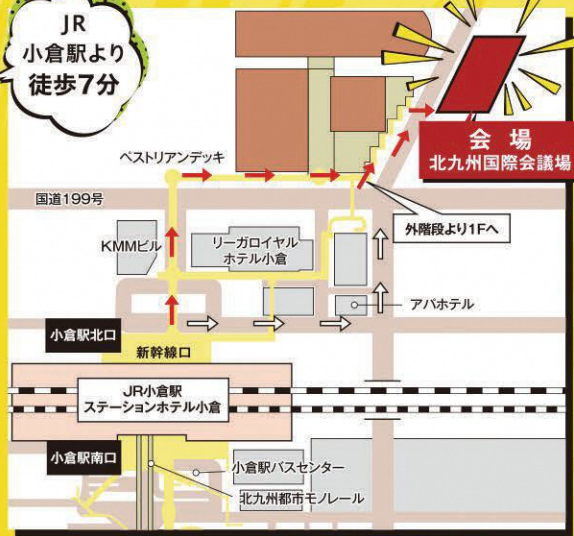 JR
小倉駅より
徒歩7分
会場
北九州国際会議場
ペストリアンデッキ
国道199号
外階段より1Fへ
KMMビル
リーガロイヤル
ホテル小倉
アパホテル
小倉駅北口
新幹線口
JR小倉駅
ステーションホテル小倉
小倉駅南口
小倉駅バスセンター
北九州都市モノレール